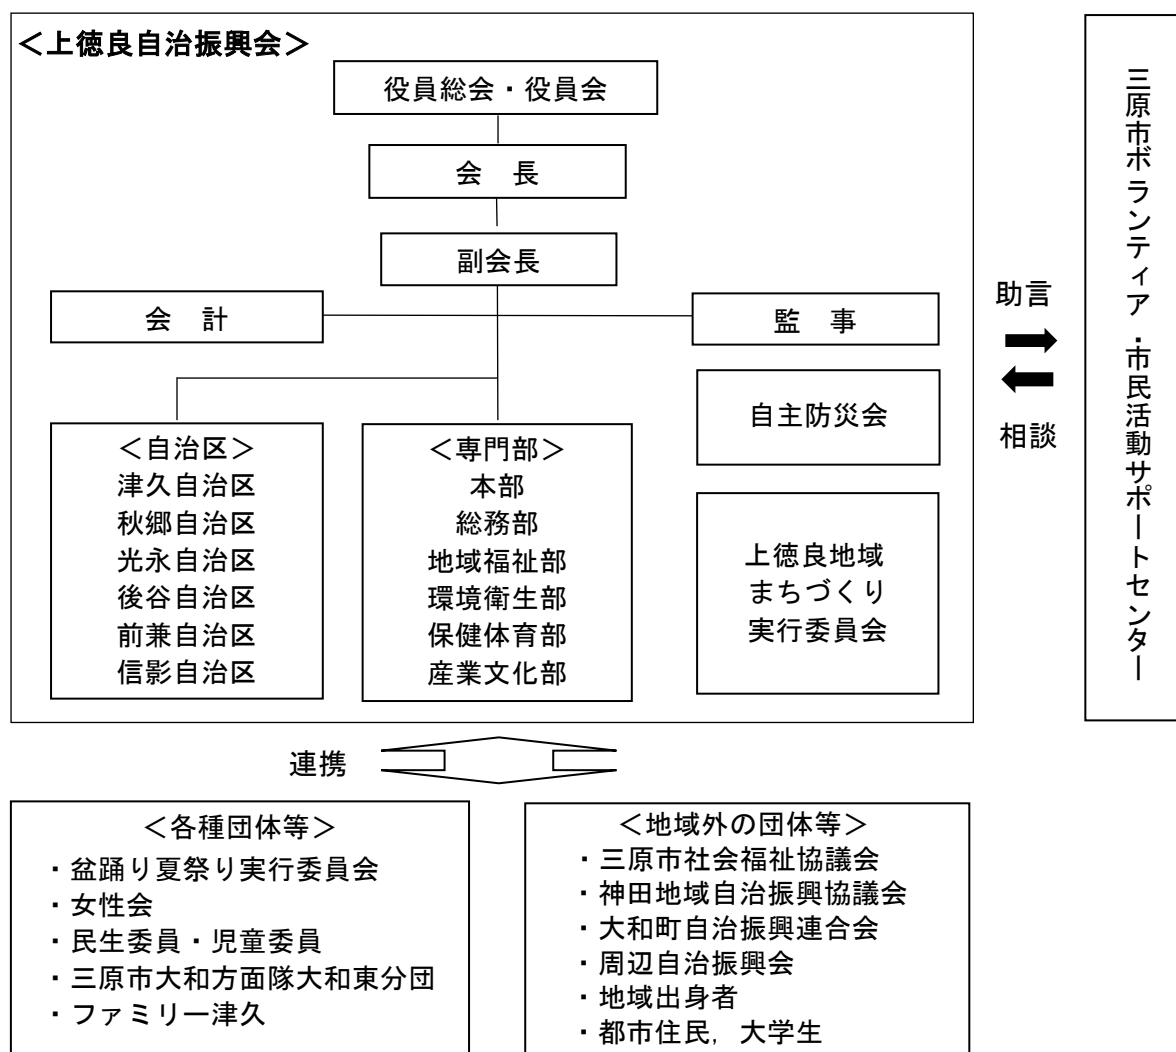 ＜上徳良自治振興会＞
役員総会・役員会
会　長
副会長
会　計
監　事
＜自治区＞
津久自治区
秋郷自治区
光永自治区
後谷自治区
前兼自治区
信影自治区
＜専門部＞
本部
総務部
地域福祉部
環境衛生部
保健体育部
産業文化部
自主防災会
上徳良地域
まちづくり
実行委員会
助言
相談
三原市ボランティア・市民活動サポートセンター
連携
＜各種団体等＞
・盆踊り夏祭り実行委員会
・女性会
・民生委員・児童委員
・三原市大和方面隊大和東分団
・ファミリー津久
＜地域外の団体等＞
・三原市社会福祉協議会
・神田地域自治振興協議会
・大和町自治振興連合会
・周辺自治振興会
・地域出身者
・都市住民，大学生